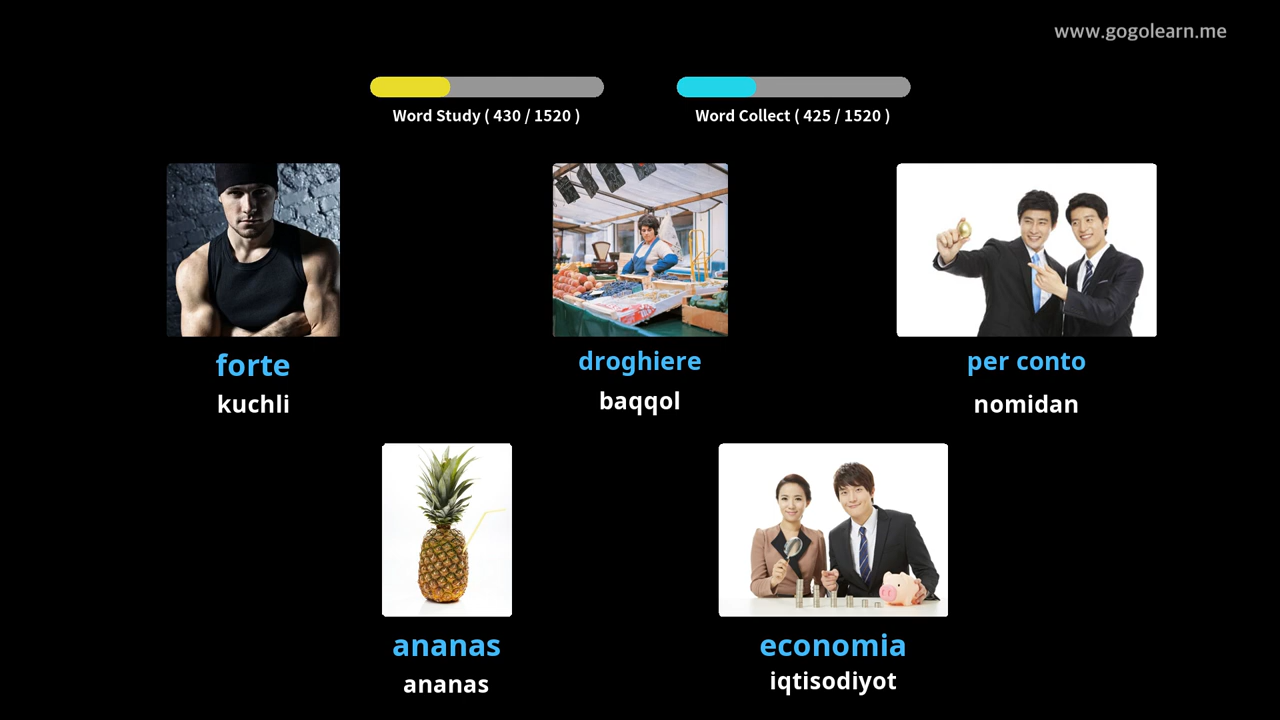 www.gogolearn.me
Word Study ( 430 / 1520 )
Word Collect ( 425 / 1520 )
forte
kuchli
droghiere
baqqol
per conto
nomidan
ananas
ananas
economia
iqtisodiyot